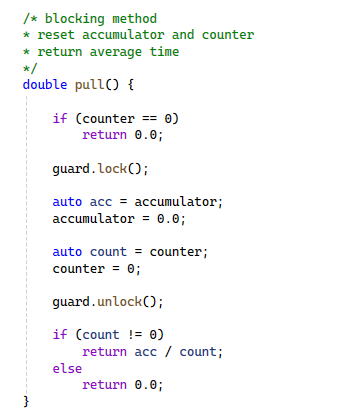 /* blocking method
* reset accumulator and counter
* return average time
*/
double pull() {
if (counter == 0)
return 0.0;
guard.lock();
auto acc = accumulator;
accumulator = 0.0;
auto count = counter;
counter = 0;
guard.unlock();
if (count != 0)
return acc / count;
else
return 0.0;
}